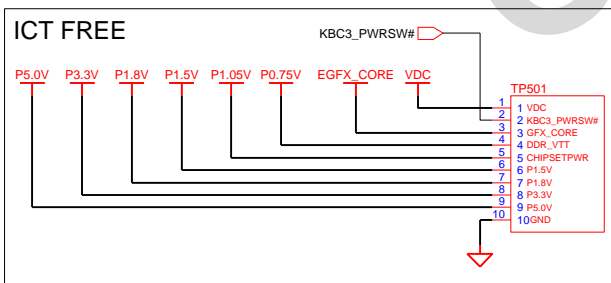 ICT FREE
KBC3_PWRSW#
P5.0V P3.3V P1.8V P1.5V P1.05V P0.75V EGFX_CORE VDC
TP501
1 1 VDC
2 2 KBC3_PWRSW#
3 3 GFX_CORE
4 4 DDR_VTT
5 5 CHIPSETPWR
6 6 P1.5V
7 7 P1.8V
8 8 P3.3V
9 9 P5.0V
10 10 GND